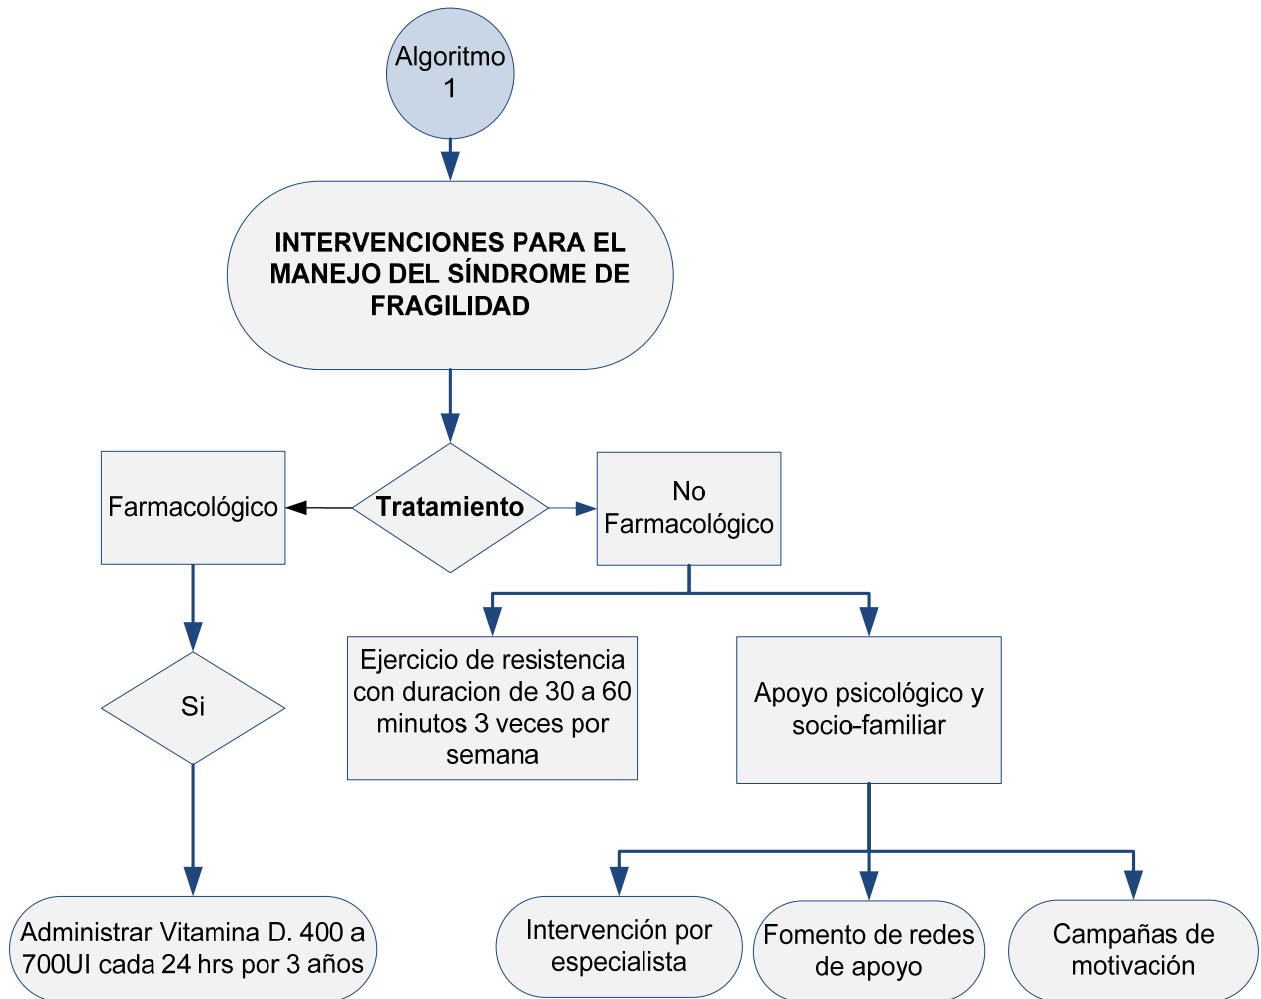 Algoritmo
1
INTERVENCIONES PARA EL
MANEJO DEL SÍNDROME DE
FRAGILIDAD
Farmacológico
Tratamiento
No
Farmacológico
Si
Ejercicio de resistencia
con duracion de 30 a 60
minutos 3 veces por
semana
Apoyo psicológico y
socio-familiar
Administrar Vitamina D. 400 a
700UI cada 24 hrs por 3 años
Intervención por
especialista
Fomento de redes
de apoyo
Campañas de
motivación